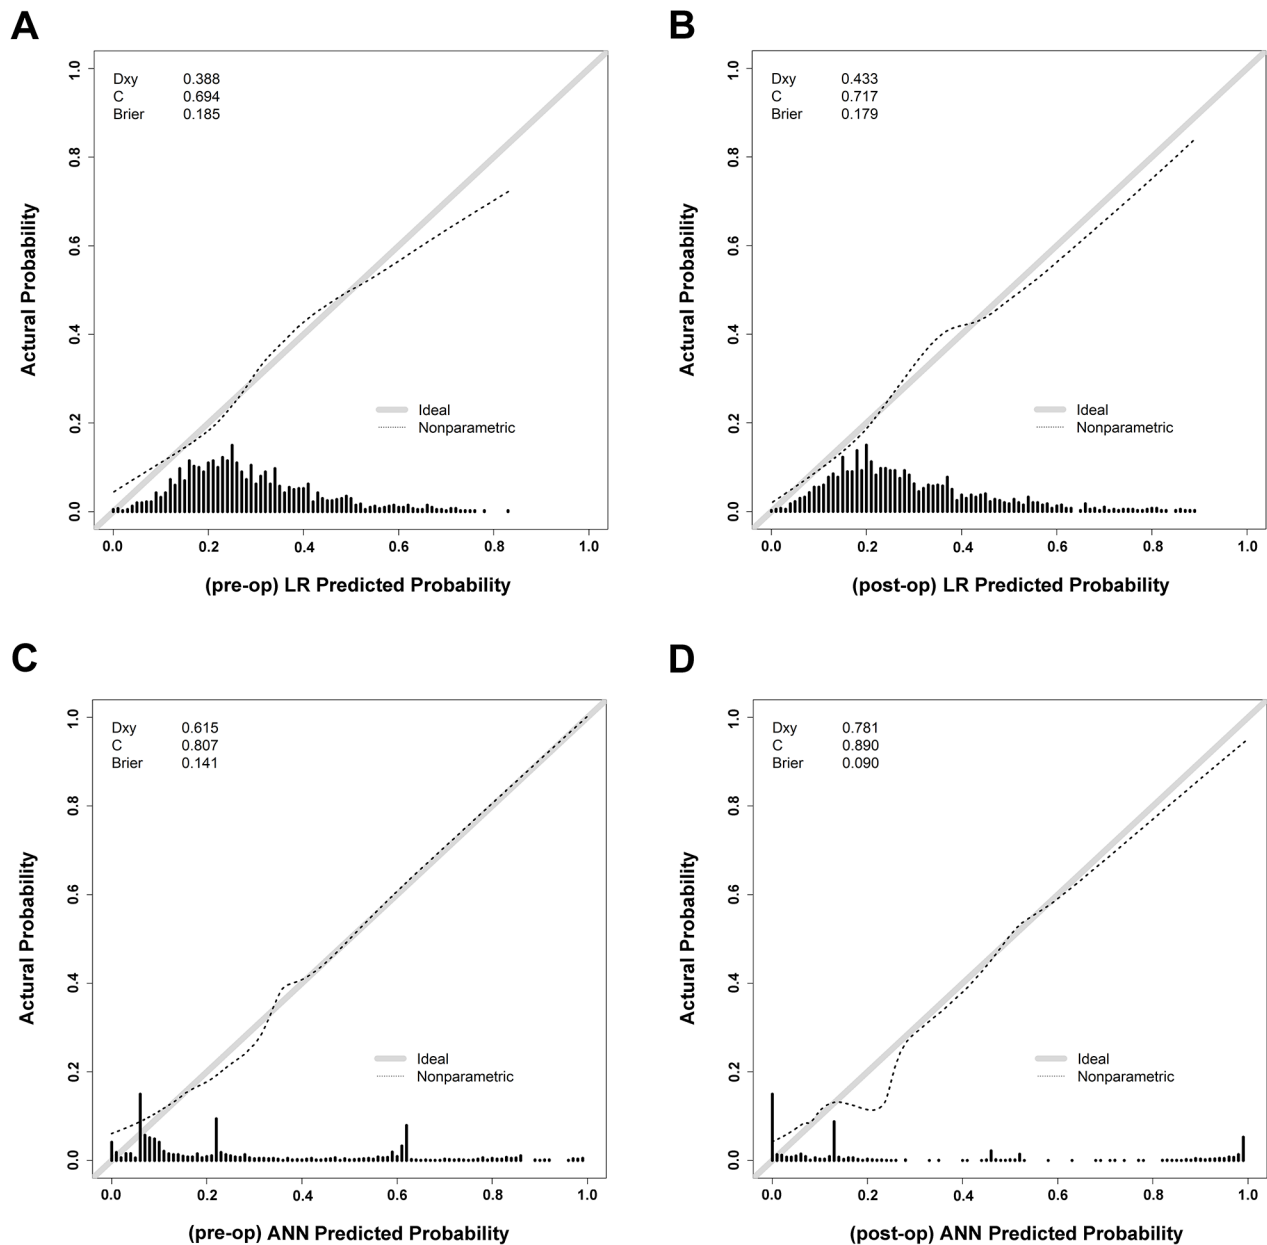 A
Dxy 0.388
C 0.694
Brier 0.185
Actural Probability
1.0
0.8
0.6
0.4
0.2
0.0
Ideal
Nonparametric
0.0 0.2 0.4 0.6 0.8 1.0
(pre-op) LR Predicted Probability
B
Dxy 0.433
C 0.717
Brier 0.179
Actural Probability
1.0
0.8
0.6
0.4
0.2
0.0
Ideal
Nonparametric
0.0 0.2 0.4 0.6 0.8 1.0
(post-op) LR Predicted Probability
C
Dxy 0.615
C 0.807
Brier 0.141
Actural Probability
1.0
0.8
0.6
0.4
0.2
0.0
Ideal
Nonparametric
0.0 0.2 0.4 0.6 0.8 1.0
(pre-op) ANN Predicted Probability
D
Dxy 0.781
C 0.890
Brier 0.090
Actural Probability
1.0
0.8
0.6
0.4
0.2
0.0
Ideal
Nonparametric
0.0 0.2 0.4 0.6 0.8 1.0
(post-op) ANN Predicted Probability